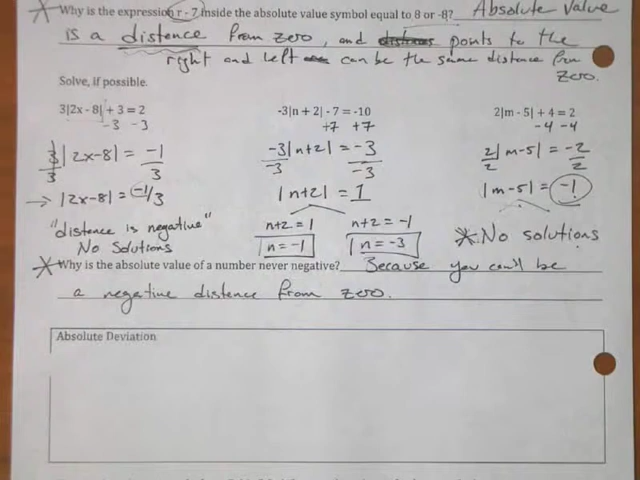 Why is the expression r - 7 inside the absolute value symbol equal to 8 or -8? Absolute Value
is a distance from zero, and points to the
right and left can be the same distance from
zero.
Solve, if possible.
3|2x - 8| + 3 = 2
-3 -3
3|2x-8| = -1
3 3
→ |2x-8| = -1/3
"distance is negative"
No Solutions
-3|n + 2| - 7 = -10
+7 +7
-3|n+2| = -3
-3 -3
|n+2| = 1
n+2=1 n+2=-1
n=-1 n=-3
2|m - 5| + 4 = 2
-4 -4
2|m-5| = -2
2 2
|m-5| = -1
* No solutions
Why is the absolute value of a number never negative? Because you can't be
a negative distance from zero.
Absolute Deviation